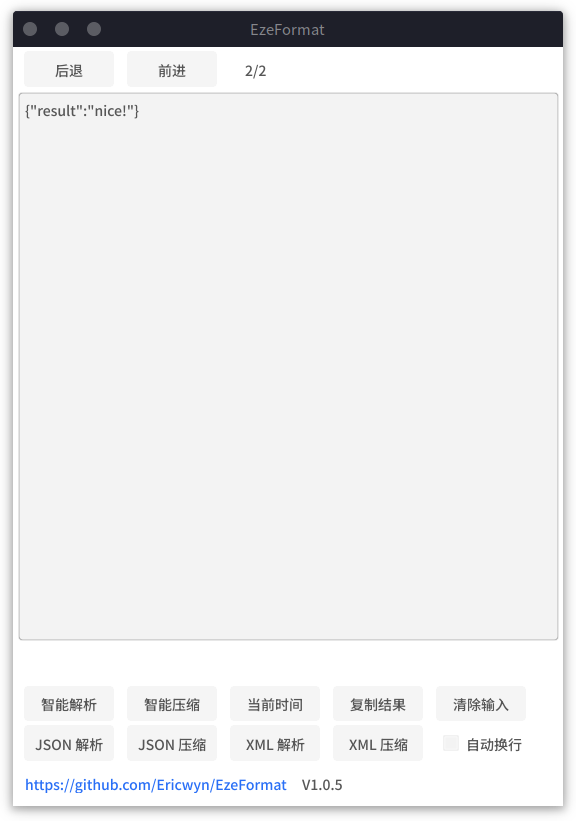 EzeFormat
后退 前进 2/2
{"result":"nice!"}
智能解析 智能压缩 当前时间 复制结果 清除输入
JSON 解析 JSON 压缩 XML 解析 XML 压缩 自动换行
https://github.com/Ericwyn/EzeFormat V1.0.5